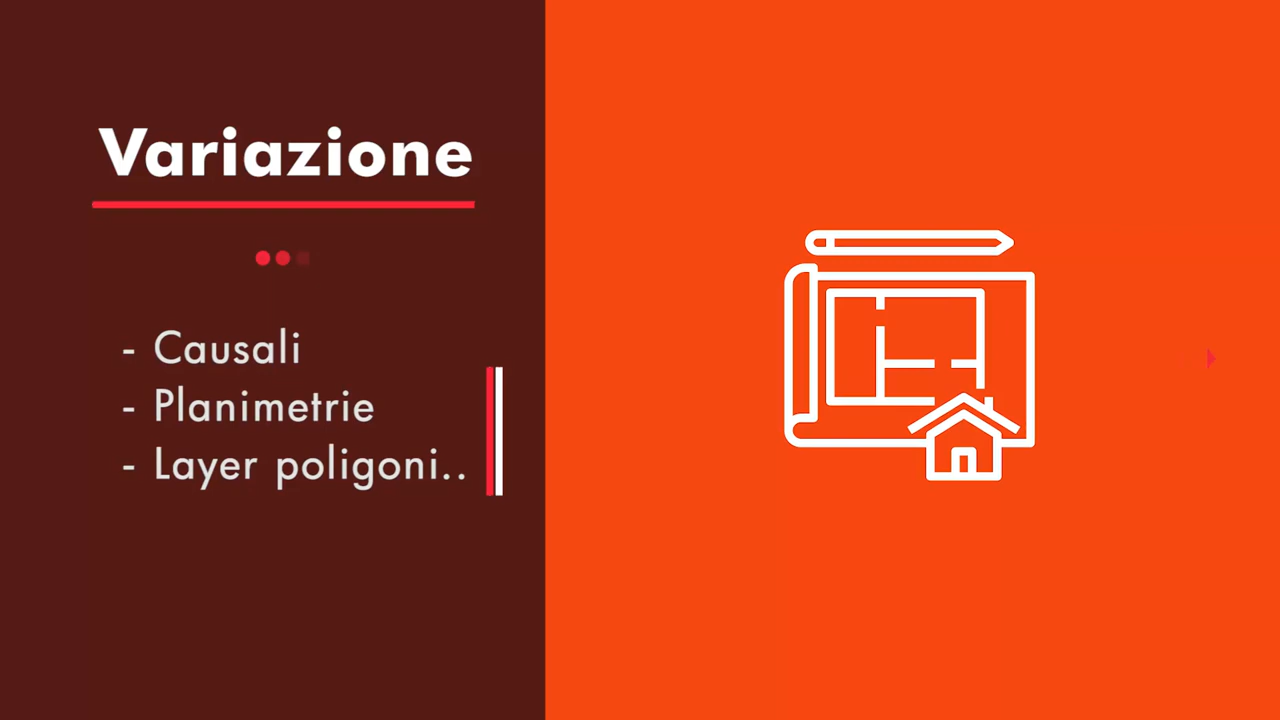 Variazione
- Causali
- Planimetrie
- Layer poligoni..